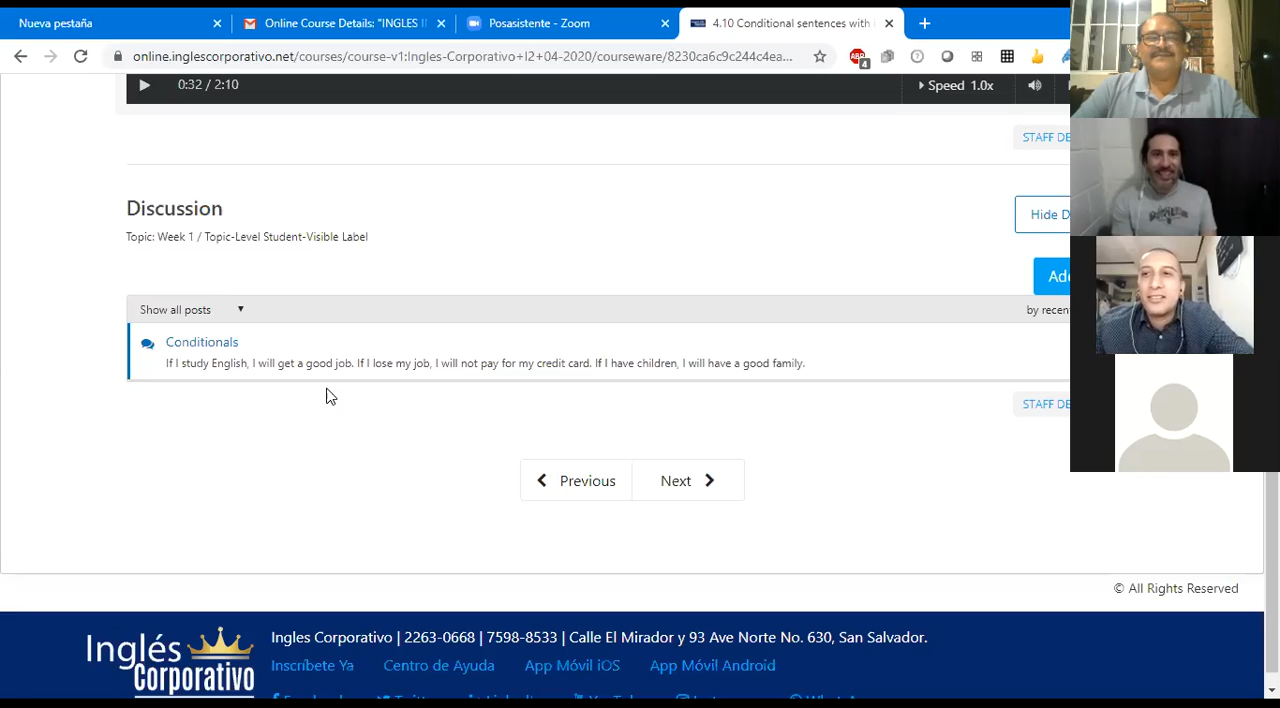 Nueva pestaña
Online Course Details: "INGLES I
Posasistente - Zoom
4.10 Conditional sentences with
online.inglescorporativo.net/courses/course-v1:Ingles-Corporativo+I2+04-2020/courseware/8230ca6c9c244c4ea...
4
0:32 / 2:10
Speed 1.0x
STAFF DE
Discussion
Hide D
Topic: Week 1 / Topic-Level Student-Visible Label
Add
Show all posts
by recent
Conditionals
If I study English, I will get a good job. If I lose my job, I will not pay for my credit card. If I have children, I will have a good family.
STAFF DE
Previous
Next
© All Rights Reserved
Inglés
Corporativo
Ingles Corporativo | 2263-0668 | 7598-8533 | Calle El Mirador y 93 Ave Norte No. 630, San Salvador.
Inscríbete Ya
Centro de Ayuda
App Móvil iOS
App Móvil Android